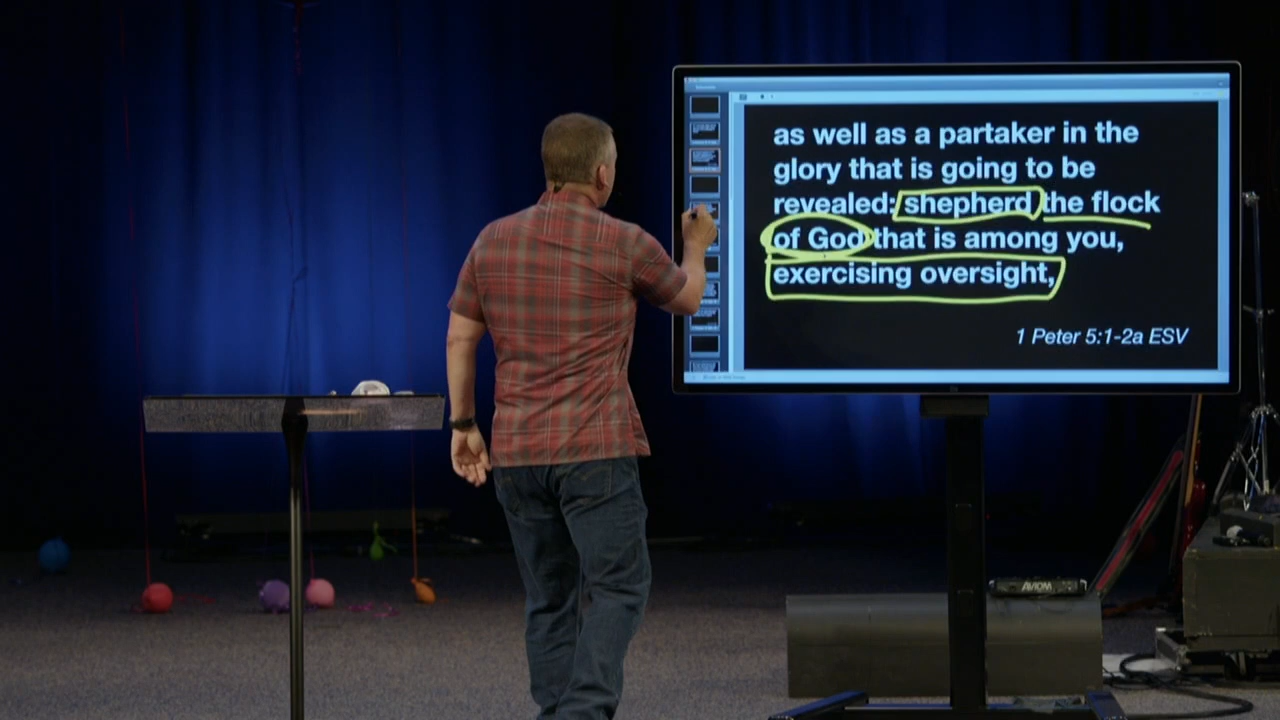 as well as a partaker in the
glory that is going to be
revealed: shepherd the flock
of God that is among you,
exercising oversight,
1 Peter 5:1-2a ESV
AVIOM